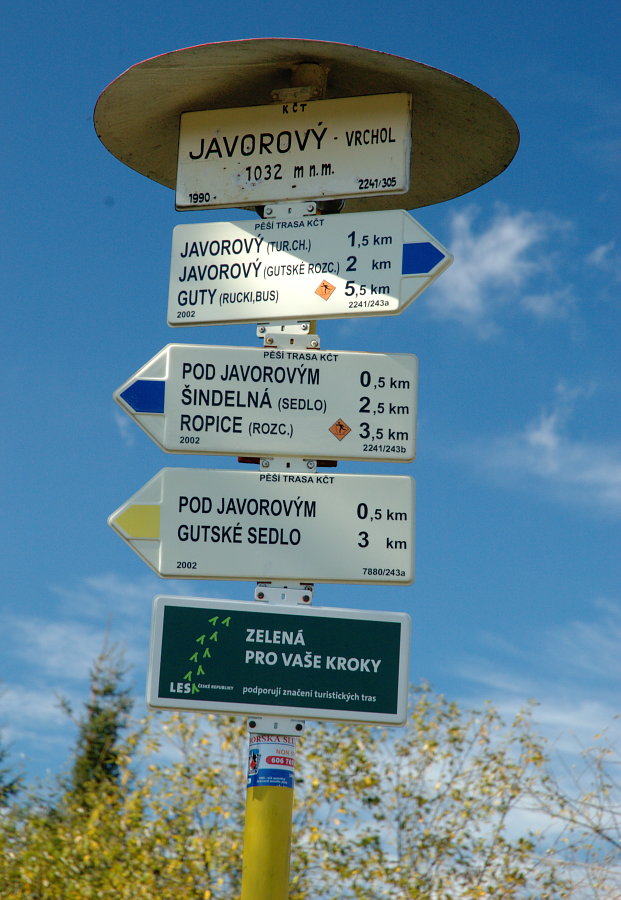 KČT
JAVOROVÝ - VRCHOL
1032 m n.m.
1990 2241/305
PĚŠÍ TRASA KČT
JAVOROVÝ (TUR.CH.) 1,5 km
JAVOROVÝ (GUTSKÉ ROZC.) 2 km
GUTY (RUCKI,BUS) 5,5 km
2002 2241/243a
PĚŠÍ TRASA KČT
POD JAVOROVÝM 0,5 km
ŠINDELNÁ (SEDLO) 2,5 km
ROPICE (ROZC.) 3,5 km
2002 2241/243b
PĚŠÍ TRASA KČT
POD JAVOROVÝM 0,5 km
GUTSKÉ SEDLO 3 km
2002 7880/243a
ZELENÁ
PRO VAŠE KROKY
LESY ČESKÉ REPUBLIKY podporují značení turistických tras
606